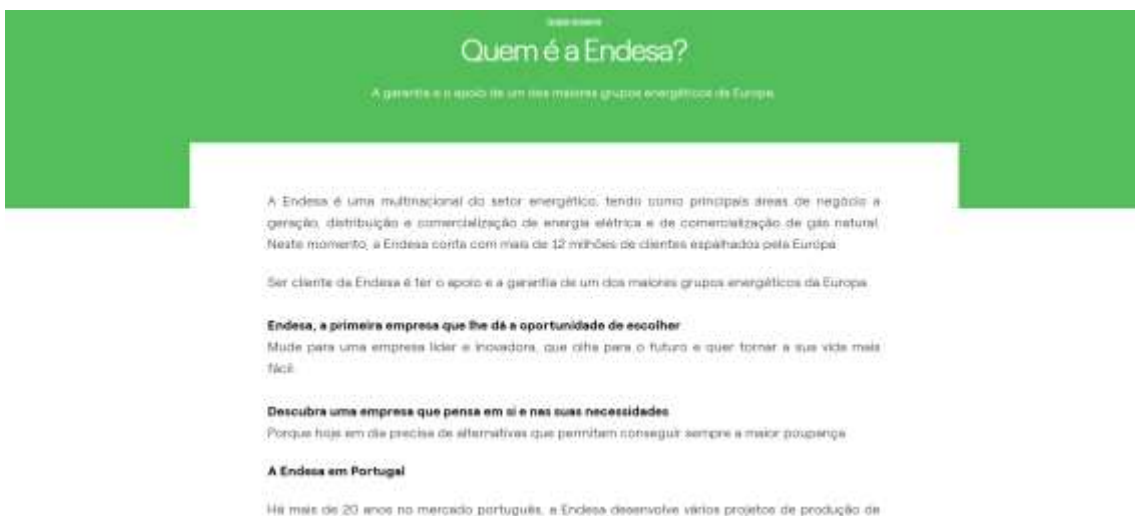 Quem é a Endesa?
A garantia e o apoio de um dos maiores grupos energéticos da Europa
A Endesa é uma multinacional do setor energético, tendo como principais áreas de negócio a
geração, distribuição e comercialização de energia elétrica e de comercialização de gás natural.
Neste momento, a Endesa conta com mais de 12 milhões de clientes espalhados pela Europa
Ser cliente da Endesa é ter o apoio e a garantia de um dos maiores grupos energéticos da Europa
Endesa, a primeira empresa que lhe dá a oportunidade de escolher
Mude para uma empresa líder e inovadora, que olha para o futuro e quer tornar a sua vida mais
fácil.
Descubra uma empresa que pensa em si e nas suas necessidades
Porque hoje em dia precisa de alternativas que permitam conseguir sempre a maior poupança
A Endesa em Portugal
Há mais de 20 anos no mercado português, a Endesa desenvolve vários projetos de produção de